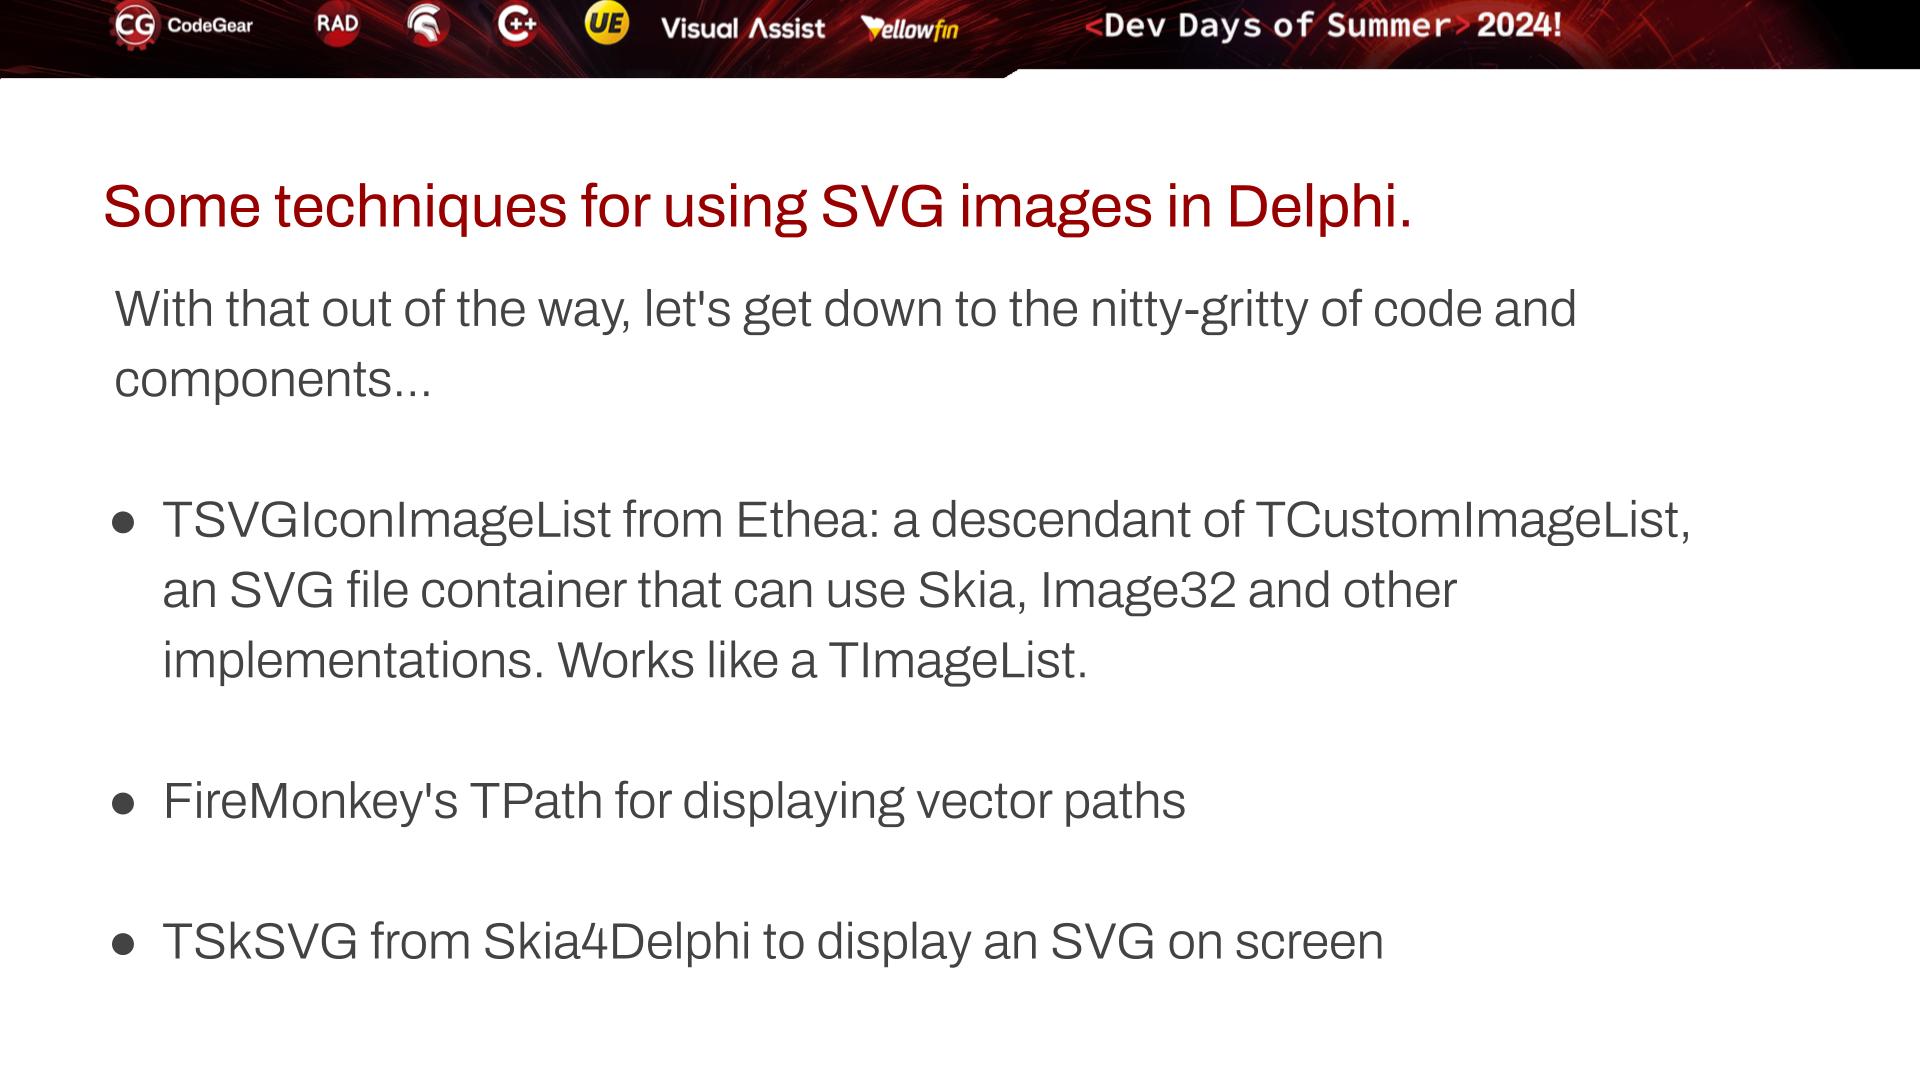 CG CodeGear RAD C++ UE Visual Assist Yellowfin <Dev Days of Summer> 2024!
Some techniques for using SVG images in Delphi.
With that out of the way, let's get down to the nitty-gritty of code and
components...
● TSVGIconImageList from Ethea: a descendant of TCustomImageList,
an SVG file container that can use Skia, Image32 and other
implementations. Works like a TImageList.
● FireMonkey's TPath for displaying vector paths
● TSkSVG from Skia4Delphi to display an SVG on screen